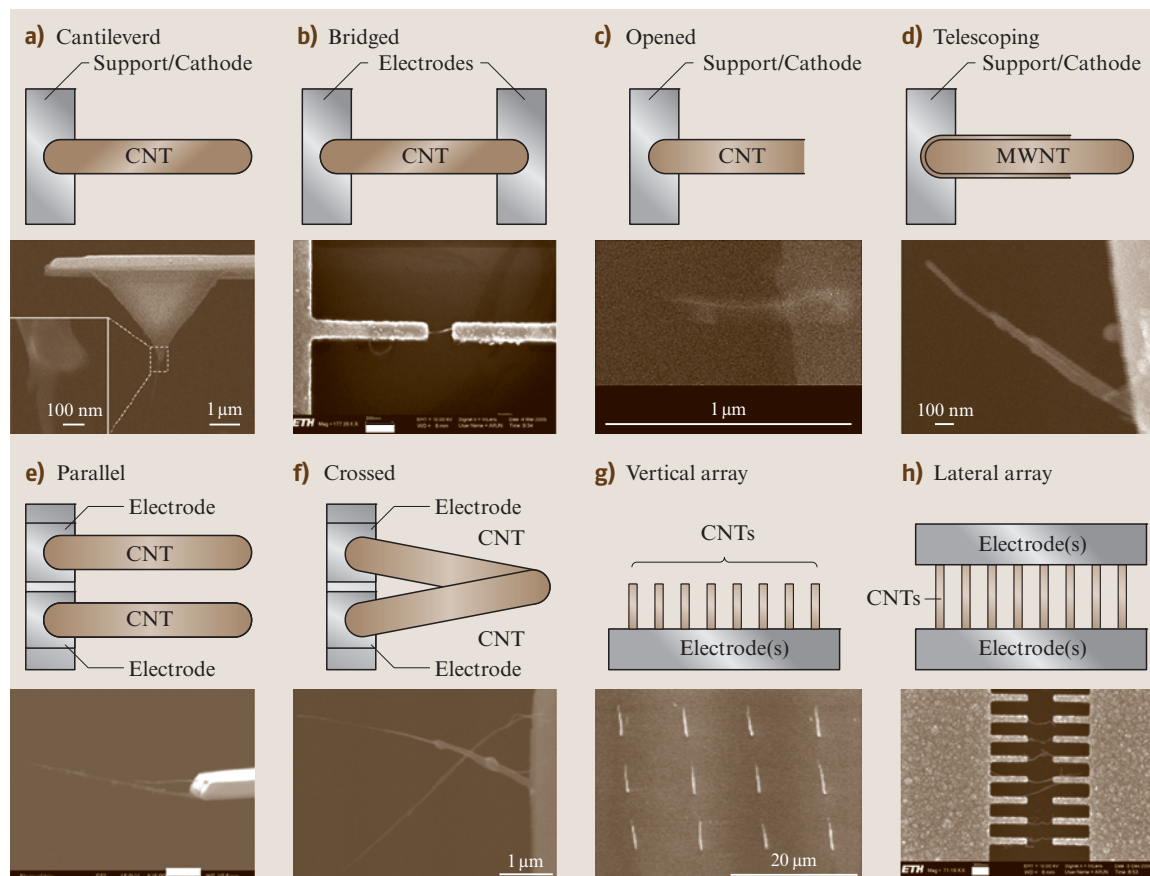 a) Cantileverd
Support/Cathode
CNT
100 nm
1 µm
b) Bridged
Electrodes
CNT
ETH
c) Opened
Support/Cathode
CNT
1 µm
d) Telescoping
Support/Cathode
MWNT
100 nm
e) Parallel
Electrode
CNT
CNT
Electrode
f) Crossed
Electrode
CNT
CNT
Electrode
1 µm
g) Vertical array
CNTs
Electrode(s)
20 µm
h) Lateral array
Electrode(s)
CNTs
Electrode(s)
ETH